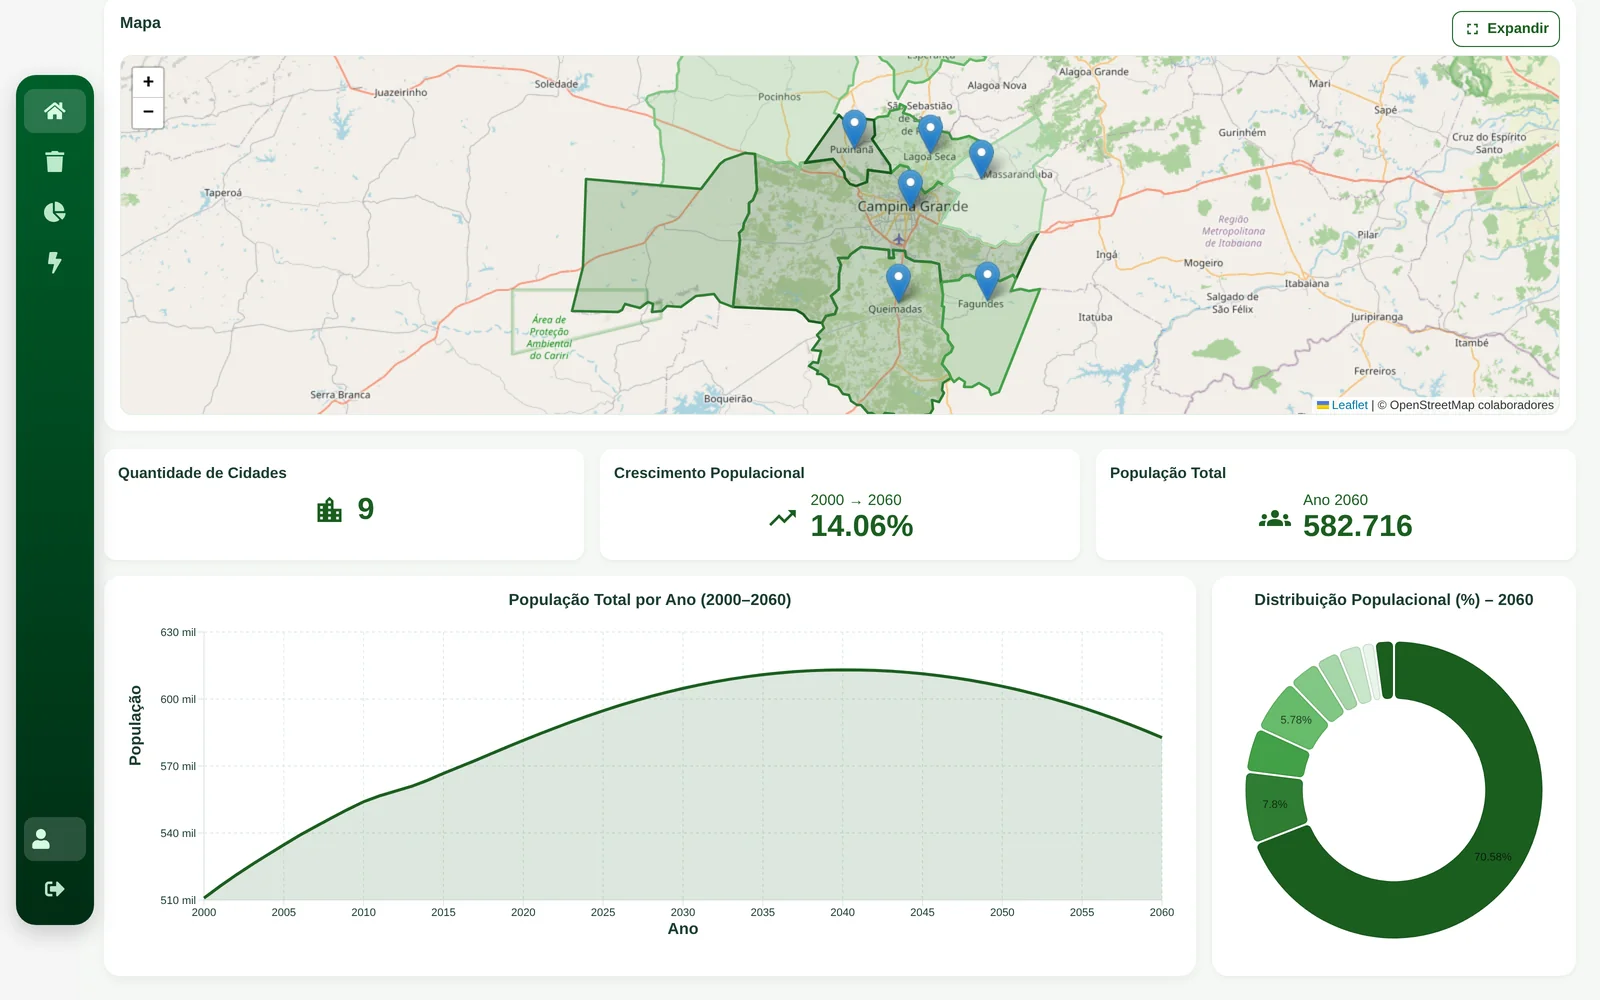 Mapa
Expandir
+
−
Esperança
Alagoa Grande
Soledade
Juazeirinho
Pocinhos
Alagoa Nova
Mari
Sapé
São Sebastião
de
de
Gurinhém
Cruz do Espírito
Santo
Puxinanã
Lagoa Seca
Massaranduba
Taperoá
Campina Grande
Região
Metropolitana
de Itabaiana
Pilar
Ingá
Mogeiro
Itabaiana
Salgado de
São Félix
Fagundes
Queimadas
Itatuba
Juripiranga
Área de
Proteção
Ambiental
do Cariri
Itambé
Ferreiros
Serra Branca
Boqueirão
Leaflet | © OpenStreetMap colaboradores
Quantidade de Cidades
9
Crescimento Populacional
2000 → 2060
14.06%
População Total
Ano 2060
582.716
População Total por Ano (2000–2060)
630 mil
600 mil
570 mil
540 mil
510 mil
População
2000 2005 2010 2015 2020 2025 2030 2035 2040 2045 2050 2055 2060
Ano
Distribuição Populacional (%) – 2060
5.78%
7.8%
70.58%